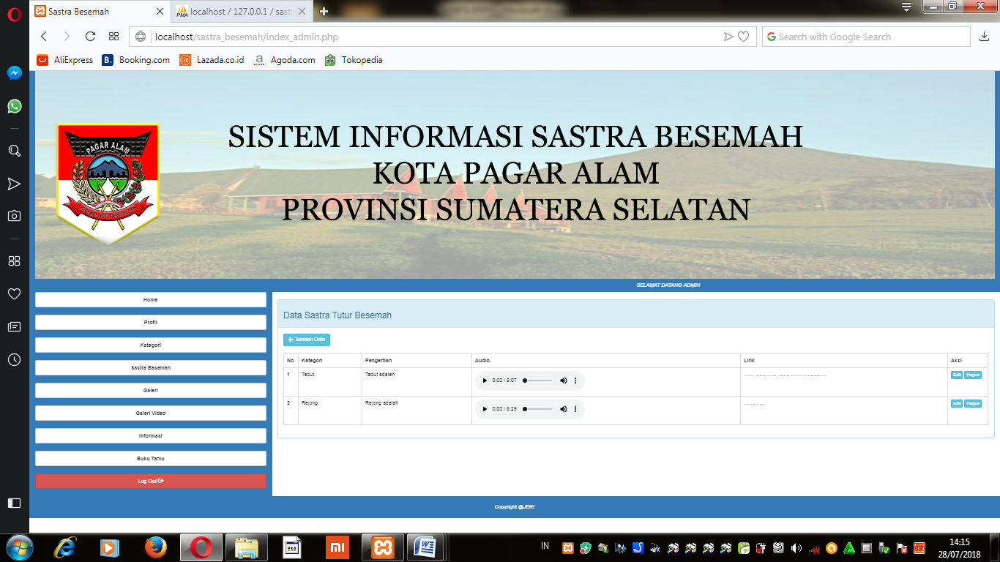 Sastra Besemah
localhost / 127.0.0.1 / sastr
localhost/sastra_besemah/index_admin.php
Search with Google Search
AliExpress
Booking.com
Lazada.co.id
Agoda.com
Tokopedia
PAGAR ALAM
SISTEM INFORMASI SASTRA BESEMAH
KOTA PAGAR ALAM
PROVINSI SUMATERA SELATAN
SELAMAT DATANG ADMIN
Home
Profil
Kategori
Sastra Besemah
Galeri
Galeri Video
Informasi
Buku Tamu
Log Out
Data Sastra Tutur Besemah
Tambah Data
No Kategori Pengertian Audio Lirik Aksi
1 Tadut Tadut adalah 0:00 / 5:07 ....... ....... ....... ........ ............. ........... Edit Hapus
2 Rejong Rejong adalah 0:00 / 8:29 .... ..... ... Edit Hapus
Copyright @JERI
IN
14:15
28/07/2018